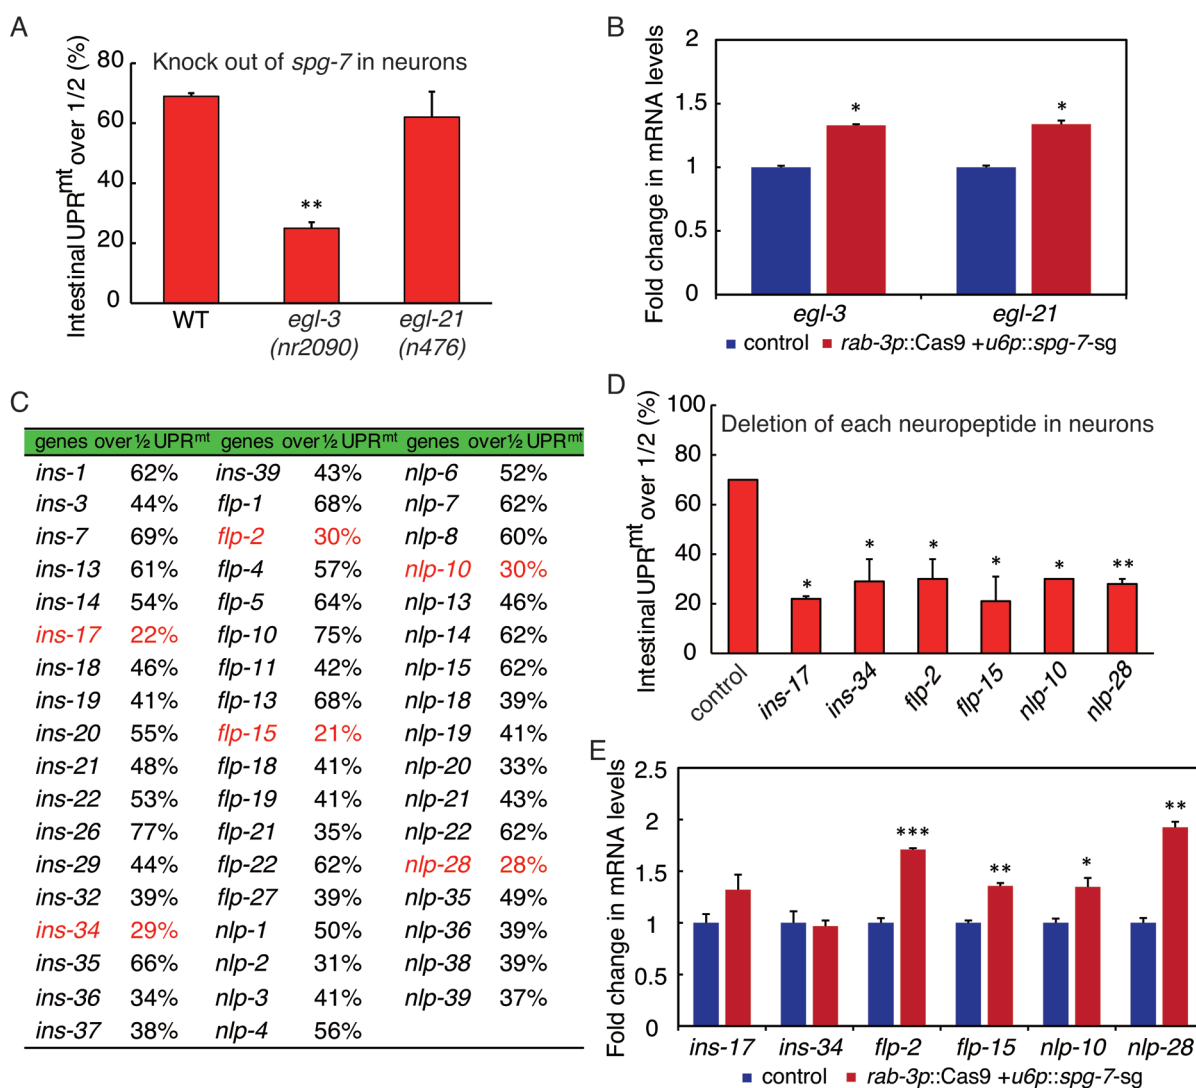 A
Knock out of spg-7 in neurons
Intestinal UPRmt over 1/2 (%)
80
60
40
20
0
**
WT
egl-3
(nr2090)
egl-21
(n476)
B
Fold change in mRNA levels
2
1.5
1
0.5
0
*
*
egl-3
egl-21
control
rab-3p::Cas9 +u6p::spg-7-sg
C
genes over ½ UPRmt genes over ½ UPRmt genes over½ UPRmt
ins-1 62% ins-39 43% nlp-6 52%
ins-3 44% flp-1 68% nlp-7 62%
ins-7 69% flp-2 30% nlp-8 60%
ins-13 61% flp-4 57% nlp-10 30%
ins-14 54% flp-5 64% nlp-13 46%
ins-17 22% flp-10 75% nlp-14 62%
ins-18 46% flp-11 42% nlp-15 62%
ins-19 41% flp-13 68% nlp-18 39%
ins-20 55% flp-15 21% nlp-19 41%
ins-21 48% flp-18 41% nlp-20 33%
ins-22 53% flp-19 41% nlp-21 43%
ins-26 77% flp-21 35% nlp-22 62%
ins-29 44% flp-22 62% nlp-28 28%
ins-32 39% flp-27 39% nlp-35 49%
ins-34 29% nlp-1 50% nlp-36 39%
ins-35 66% nlp-2 31% nlp-38 39%
ins-36 34% nlp-3 41% nlp-39 37%
ins-37 38% nlp-4 56%
D
Deletion of each neuropeptide in neurons
Intestinal UPRmt over 1/2 (%)
100
80
60
40
20
0
* * * * * **
control
ins-17
ins-34
flp-2
flp-15
nlp-10
nlp-28
E
Fold change in mRNA levels
2.5
2
1.5
1
0.5
0
*** ** * **
ins-17
ins-34
flp-2
flp-15
nlp-10
nlp-28
control
rab-3p::Cas9 +u6p::spg-7-sg